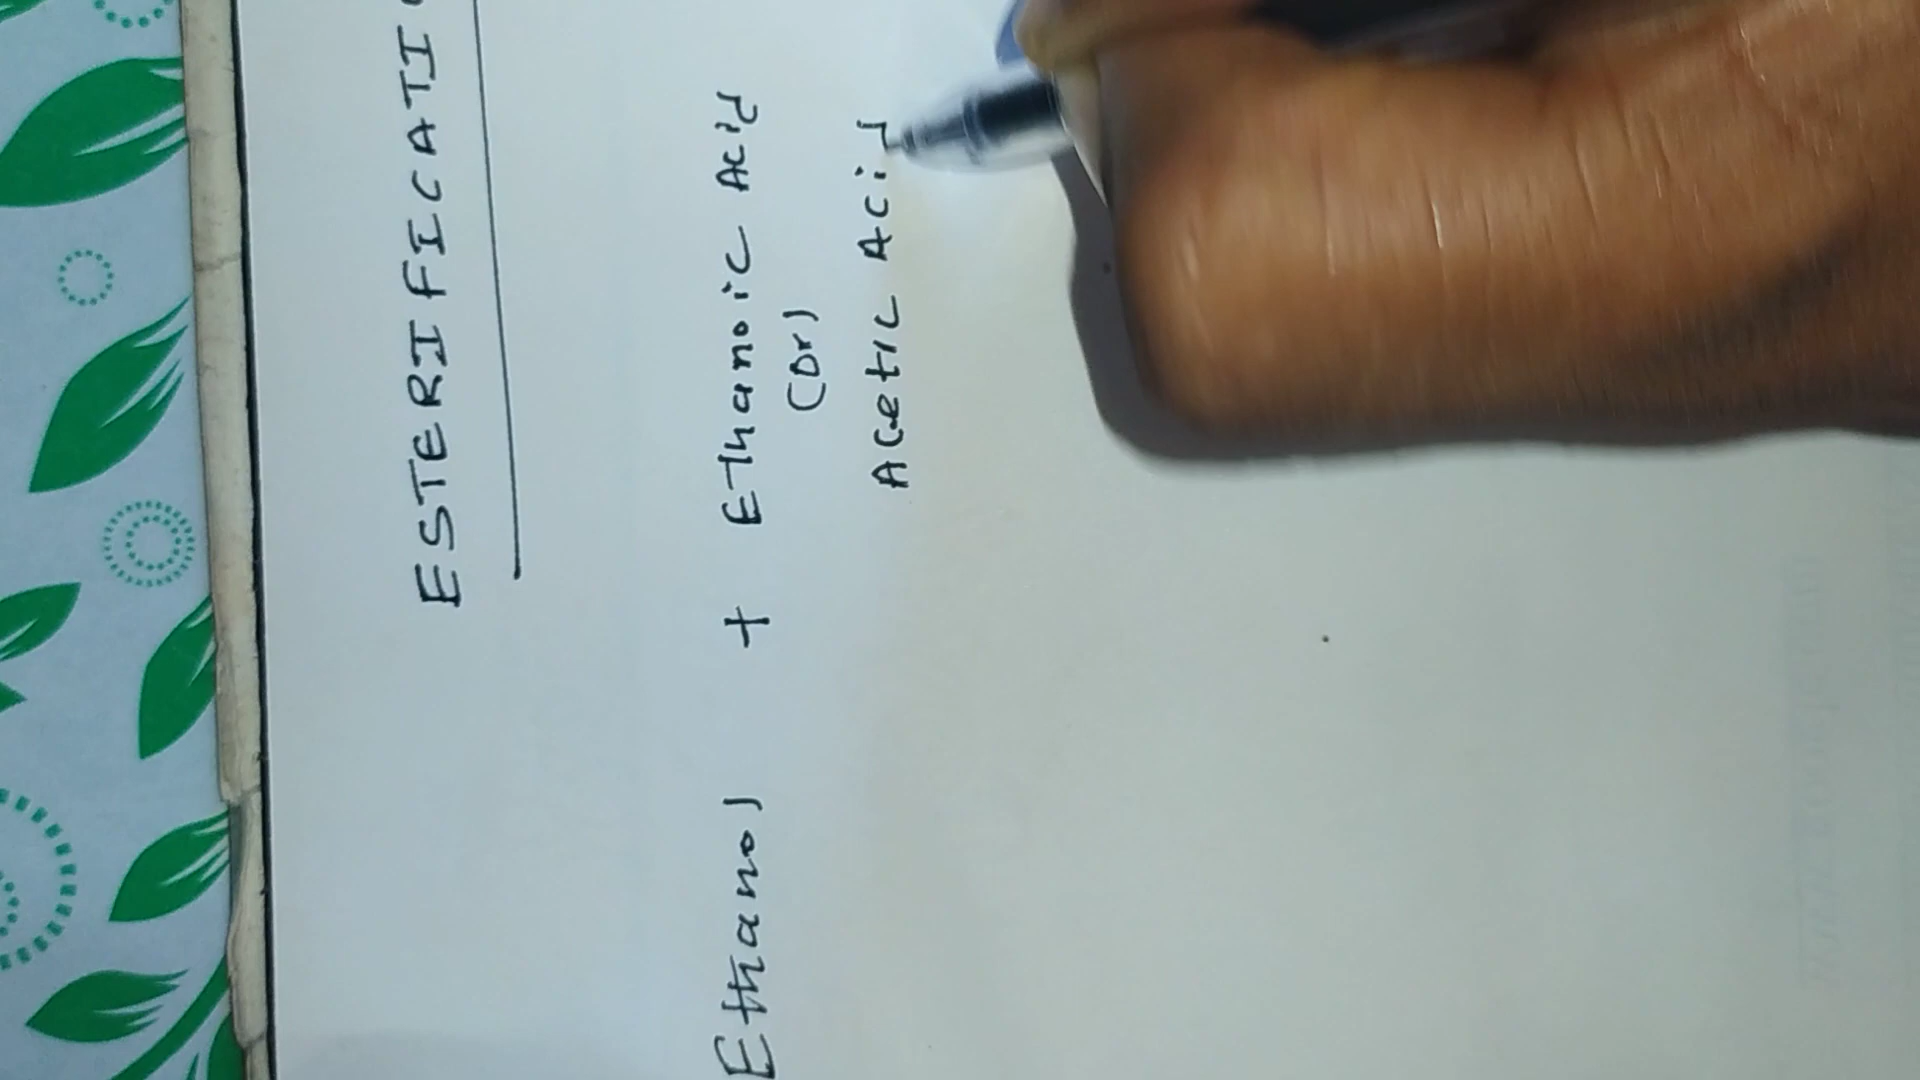 ESTERIFICATI
Ethanol + Ethanoic Acid
(Or)
Acetic Acid